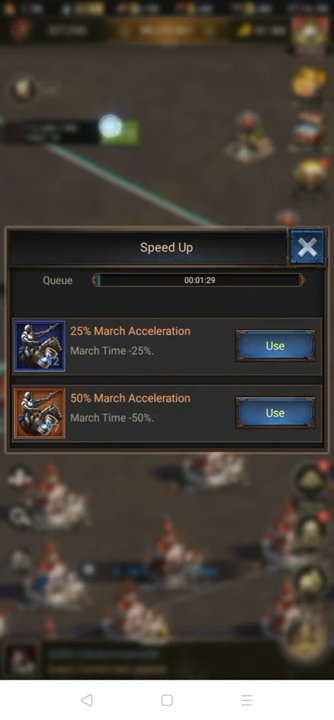 Speed Up
Queue 00:01:29
25% March Acceleration
March Time -25%.
Use
2
50% March Acceleration
March Time -50%.
Use